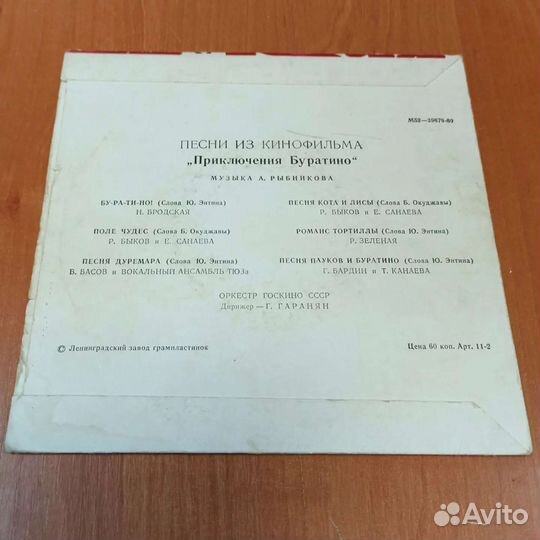 М52—39679-80
ПЕСНИ ИЗ КИНОФИЛЬМА
„Приключения Буратино“
МУЗЫКА А. РЫБНИКОВА
БУ-РА-ТИ-НО! (Слова Ю. Энтина)
Н. БРОДСКАЯ
ПОЛЕ ЧУДЕС (Слова Б. Окуджавы)
Р. БЫКОВ и Е. САНАЕВА
ПЕСНЯ ДУРЕМАРА (Слова Ю. Энтина)
В. БАСОВ и ВОКАЛЬНЫЙ АНСАМБЛЬ ТЮЗа
ПЕСНЯ КОТА И ЛИСЫ (Слова Б. Окуджавы)
Р. БЫКОВ и Е. САНАЕВА
РОМАНС ТОРТИЛЛЫ (Слова Ю. Энтина)
Р. ЗЕЛЕНАЯ
ПЕСНЯ ПАУКОВ И БУРАТИНО (Слова Ю. Энтина)
Г. БАРДИН и Т. КАНАЕВА
ОРКЕСТР ГОСКИНО СССР
Дирижер — Г. ГАРАНЯН
© Ленинградский завод грампластинок
Цена 60 коп. Арт. 11-2
Avito